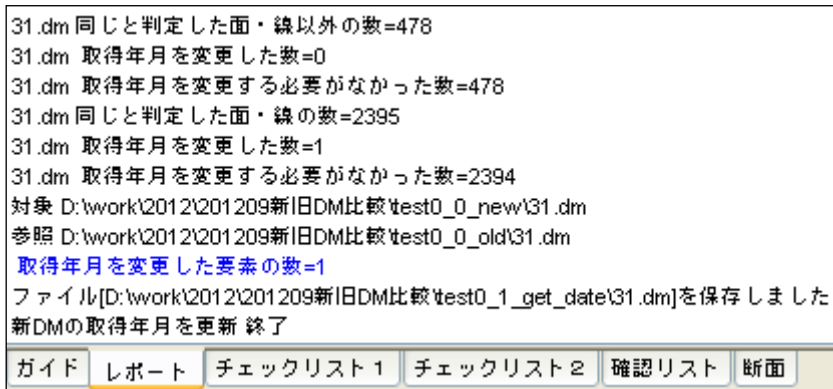 31.dm 同じと判定した面・線以外の数=478
31.dm 取得年月を変更した数=0
31.dm 取得年月を変更する必要がなかった数=478
31.dm 同じと判定した面・線の数=2395
31.dm 取得年月を変更した数=1
31.dm 取得年月を変更する必要がなかった数=2394
対象 D:\work\2012\201209新旧DM比較\test0_0_new\31.dm
参照 D:\work\2012\201209新旧DM比較\test0_0_old\31.dm
取得年月を変更した要素の数=1
ファイル[D:\work\2012\201209新旧DM比較\test0_1_get_date\31.dm]を保存しました
新DMの取得年月を更新 終了
ガイド レポート チェックリスト1 チェックリスト2 確認リスト 断面